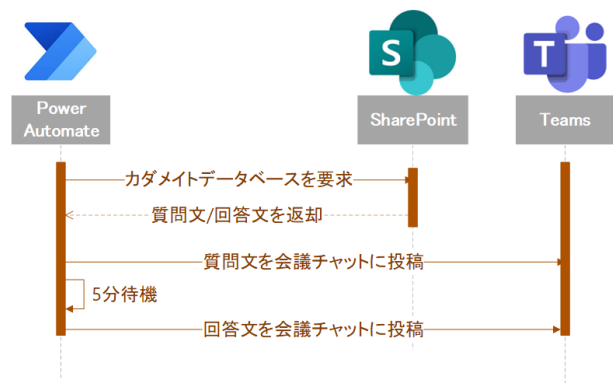 S
T
Power
Automate
SharePoint
Teams
カダメイトデータベースを要求
質問文/回答文を返却
質問文を会議チャットに投稿
5分待機
回答文を会議チャットに投稿